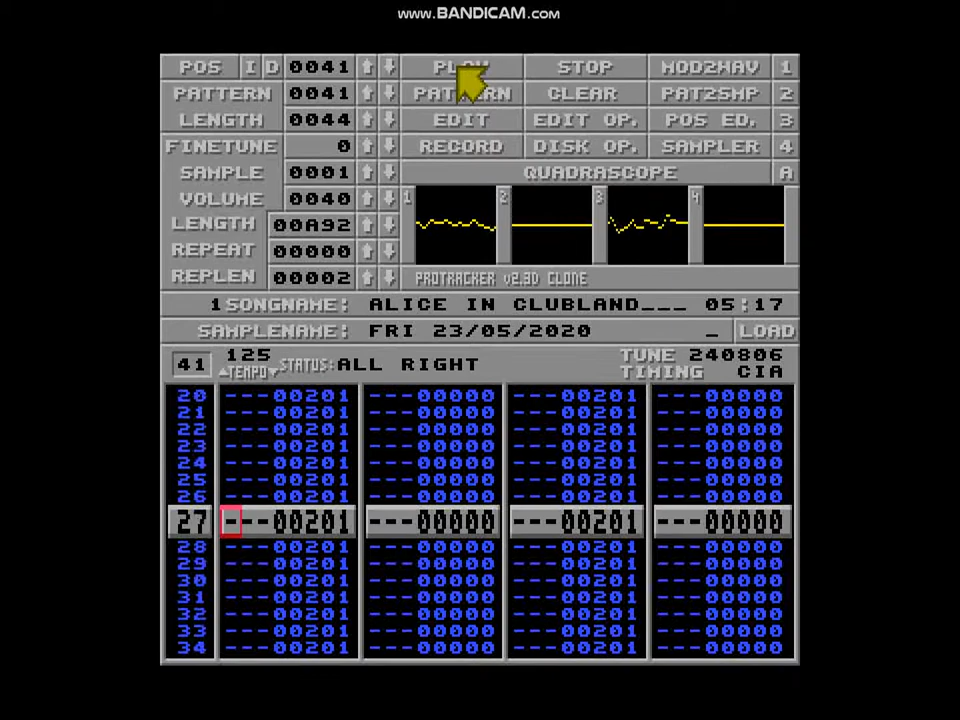 www.BANDICAM.com
POS I D 0041 PLAY STOP MOD2WAV 1
PATTERN 0041 PATTERN CLEAR PAT2SMP 2
LENGTH 0044 EDIT EDIT OP. POS ED. 3
FINETUNE 0 RECORD DISK OP. SAMPLER 4
SAMPLE 0001 QUADRASCOPE A
VOLUME 0040 1 2 3 4
LENGTH 00A92
REPEAT 00000
REPLEN 00002 PROTRACKER V2.3D CLONE
1 SONGNAME: ALICE IN CLUBLAND___ 05:17
SAMPLENAME: FRI 23/05/2020 _ LOAD
41 125 TEMPO STATUS: ALL RIGHT TUNE 240806
TIMING CIA
20 ---00201 ---00000 ---00201 ---00000
21 ---00201 ---00000 ---00201 ---00000
22 ---00201 ---00000 ---00201 ---00000
23 ---00201 ---00000 ---00201 ---00000
24 ---00201 ---00000 ---00201 ---00000
25 ---00201 ---00000 ---00201 ---00000
26 ---00201 ---00000 ---00201 ---00000
27 ---00201 ---00000 ---00201 ---00000
28 ---00201 ---00000 ---00201 ---00000
29 ---00201 ---00000 ---00201 ---00000
30 ---00201 ---00000 ---00201 ---00000
31 ---00201 ---00000 ---00201 ---00000
32 ---00201 ---00000 ---00201 ---00000
33 ---00201 ---00000 ---00201 ---00000
34 ---00201 ---00000 ---00201 ---00000